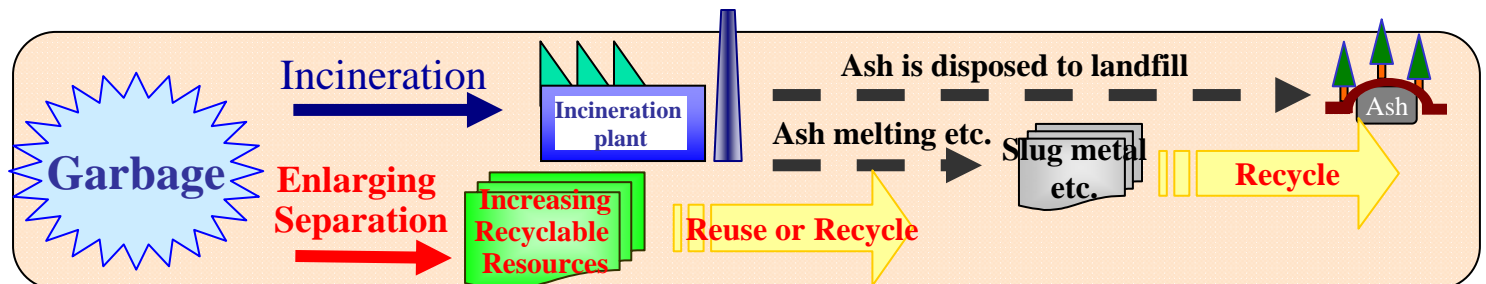 Garbage
Incineration
Enlarging
Separation
Incineration
plant
Increasing
Recyclable
Resources
Reuse or Recycle
Ash is disposed to landfill
Ash
Ash melting etc.
Slug metal
etc.
Recycle